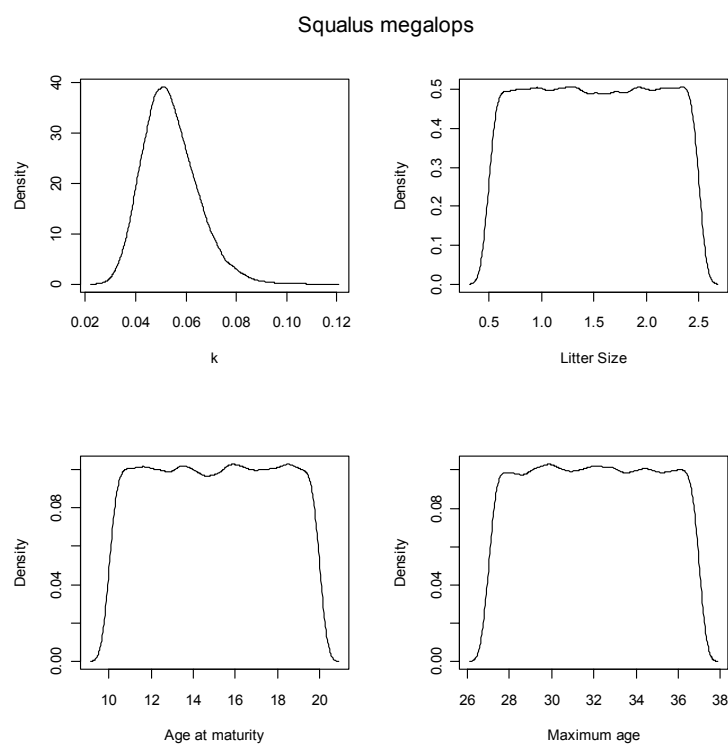 Squalus megalops
Density
0 10 20 30 40
0.02 0.04 0.06 0.08 0.10 0.12
k
Density
0.0 0.1 0.2 0.3 0.4 0.5
0.5 1.0 1.5 2.0 2.5
Litter Size
Density
0.00 0.04 0.08
10 12 14 16 18 20
Age at maturity
Density
0.00 0.04 0.08
26 28 30 32 34 36 38
Maximum age